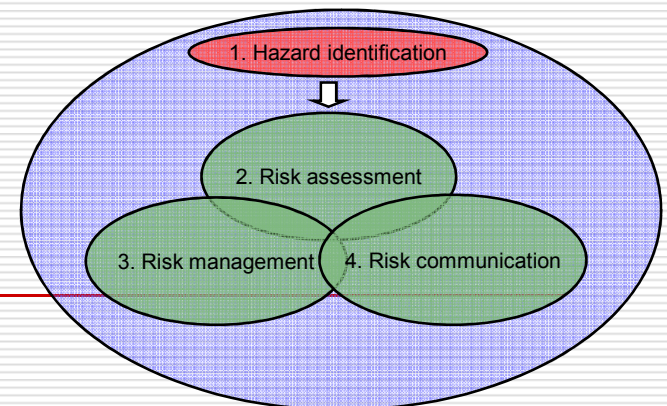 1. Hazard identification
2. Risk assessment
3. Risk management
4. Risk communication